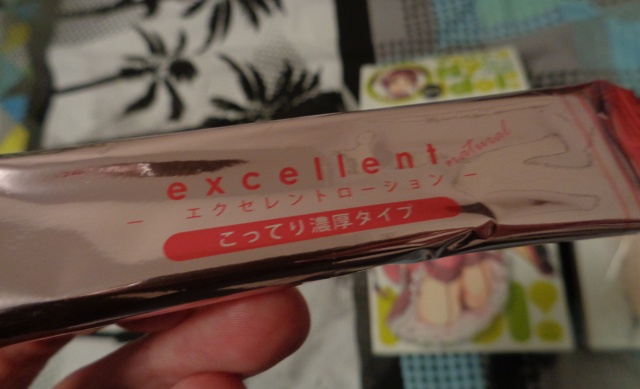 excellent natural
— エクセレントローション —
こってり濃厚タイプ